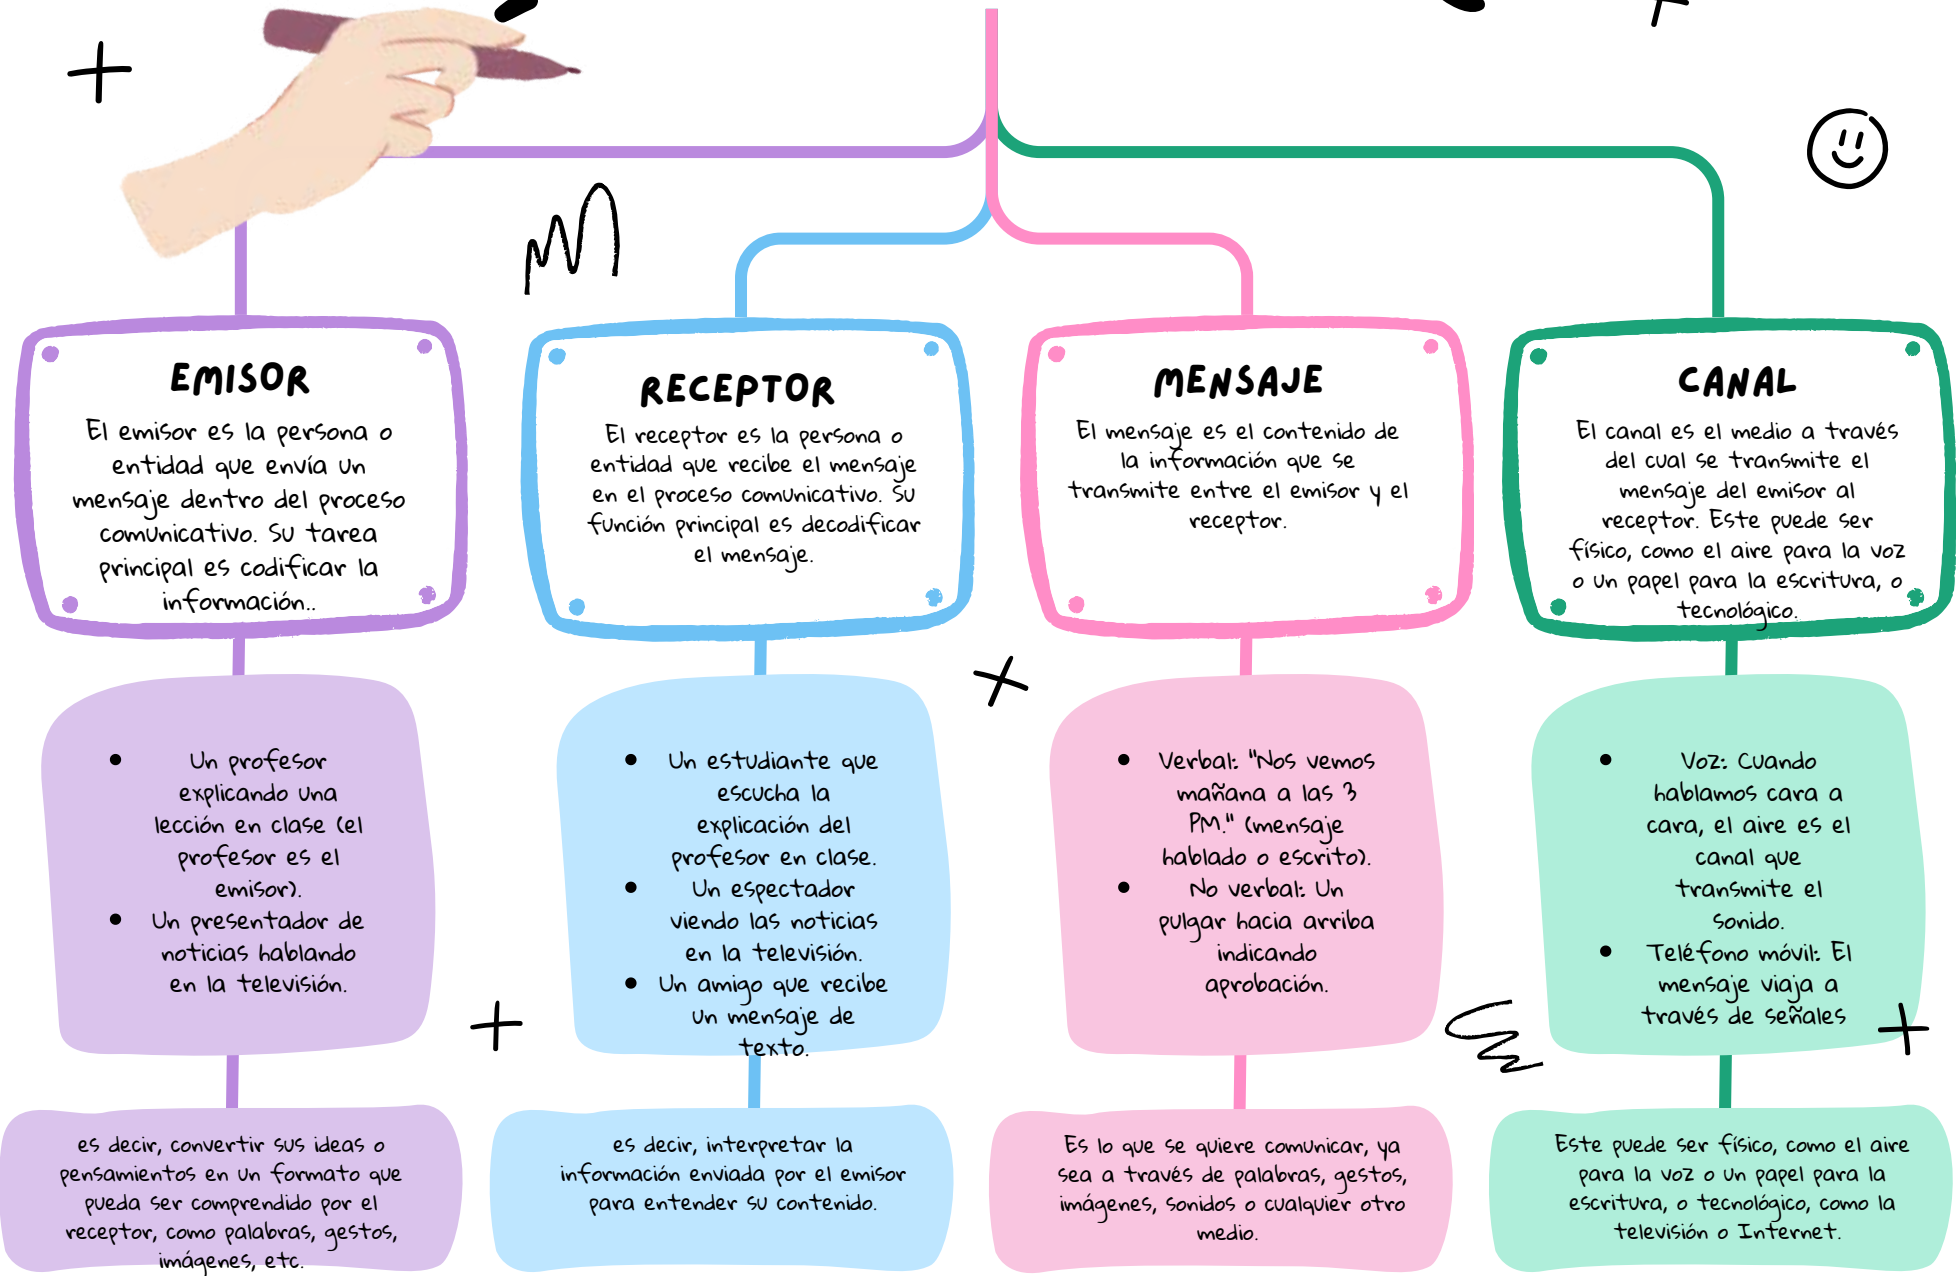 EMISOR
El emisor es la persona o
entidad que envía un
mensaje dentro del proceso
comunicativo. Su tarea
principal es codificar la
información..
RECEPTOR
El receptor es la persona o
entidad que recibe el mensaje
en el proceso comunicativo. Su
función principal es decodificar
el mensaje.
MENSAJE
El mensaje es el contenido de
la información que se
transmite entre el emisor y el
receptor.
CANAL
El canal es el medio a través
del cual se transmite el
mensaje del emisor al
receptor. Este puede ser
físico, como el aire para la voz
o un papel para la escritura, o
tecnológico.
• Un profesor
explicando una
lección en clase (el
profesor es el
emisor).
• Un presentador de
noticias hablando
en la televisión.
• Un estudiante que
escucha la
explicación del
profesor en clase.
• Un espectador
viendo las noticias
en la televisión.
• Un amigo que recibe
un mensaje de
texto.
• Verbal: "Nos vemos
mañana a las 3
PM." (mensaje
hablado o escrito).
• No verbal: Un
pulgar hacia arriba
indicando
aprobación.
• Voz: Cuando
hablamos cara a
cara, el aire es el
canal que
transmite el
sonido.
• Teléfono móvil: El
mensaje viaja a
través de señales
es decir, convertir sus ideas o
pensamientos en un formato que
pueda ser comprendido por el
receptor, como palabras, gestos,
imágenes, etc.
es decir, interpretar la
información enviada por el emisor
para entender su contenido.
Es lo que se quiere comunicar, ya
sea a través de palabras, gestos,
imágenes, sonidos o cualquier otro
medio.
Este puede ser físico, como el aire
para la voz o un papel para la
escritura, o tecnológico, como la
televisión o Internet.